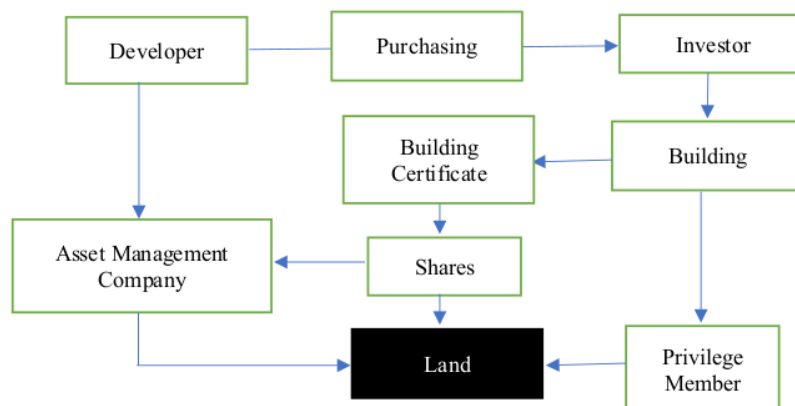 Developer
Purchasing
Investor
Building
Certificate
Building
Asset Management
Company
Shares
Land
Privilege
Member